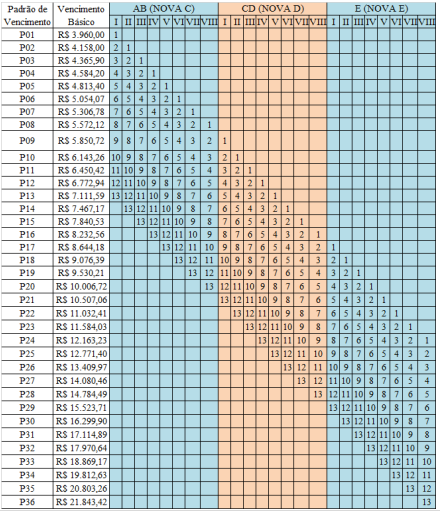 Padrão de Vencimento Vencimento Básico AB (NOVA C) CD (NOVA D) E (NOVA E)
I II III IV V VI VII VIII I II III IV V VI VII VIII I II III IV V VI VII VIII
P01 R$ 3.960,00 1
P02 R$ 4.158,00 2 1
P03 R$ 4.365,90 3 2 1
P04 R$ 4.584,20 4 3 2 1
P05 R$ 4.813,40 5 4 3 2 1
P06 R$ 5.054,07 6 5 4 3 2 1
P07 R$ 5.306,78 7 6 5 4 3 2 1
P08 R$ 5.572,12 8 7 6 5 4 3 2 1
P09 R$ 5.850,72 9 8 7 6 5 4 3 2 1
P10 R$ 6.143,26 10 9 8 7 6 5 4 3 2 1
P11 R$ 6.450,42 11 10 9 8 7 6 5 4 3 2 1
P12 R$ 6.772,94 12 11 10 9 8 7 6 5 4 3 2 1
P13 R$ 7.111,59 13 12 11 10 9 8 7 6 5 4 3 2 1
P14 R$ 7.467,17 13 12 11 10 9 8 7 6 5 4 3 2 1
P15 R$ 7.840,53 13 12 11 10 9 8 7 6 5 4 3 2 1
P16 R$ 8.232,56 13 12 11 10 9 8 7 6 5 4 3 2 1
P17 R$ 8.644,18 13 12 11 10 9 8 7 6 5 4 3 2 1
P18 R$ 9.076,39 13 12 11 10 9 8 7 6 5 4 3 2 1
P19 R$ 9.530,21 13 12 11 10 9 8 7 6 5 4 3 2 1
P20 R$ 10.006,72 13 12 11 10 9 8 7 6 5 4 3 2 1
P21 R$ 10.507,06 13 12 11 10 9 8 7 6 5 4 3 2 1
P22 R$ 11.032,41 13 12 11 10 9 8 7 6 5 4 3 2 1
P23 R$ 11.584,03 13 12 11 10 9 8 7 6 5 4 3 2 1
P24 R$ 12.163,23 13 12 11 10 9 8 7 6 5 4 3 2 1
P25 R$ 12.771,40 13 12 11 10 9 8 7 6 5 4 3 2
P26 R$ 13.409,97 13 12 11 10 9 8 7 6 5 4 3
P27 R$ 14.080,46 13 12 11 10 9 8 7 6 5 4
P28 R$ 14.784,49 13 12 11 10 9 8 7 6 5
P29 R$ 15.523,71 13 12 11 10 9 8 7 6
P30 R$ 16.299,90 13 12 11 10 9 8 7
P31 R$ 17.114,89 13 12 11 10 9 8
P32 R$ 17.970,64 13 12 11 10 9
P33 R$ 18.869,17 13 12 11 10
P34 R$ 19.812,63 13 12 11
P35 R$ 20.803,26 13 12
P36 R$ 21.843,42 13